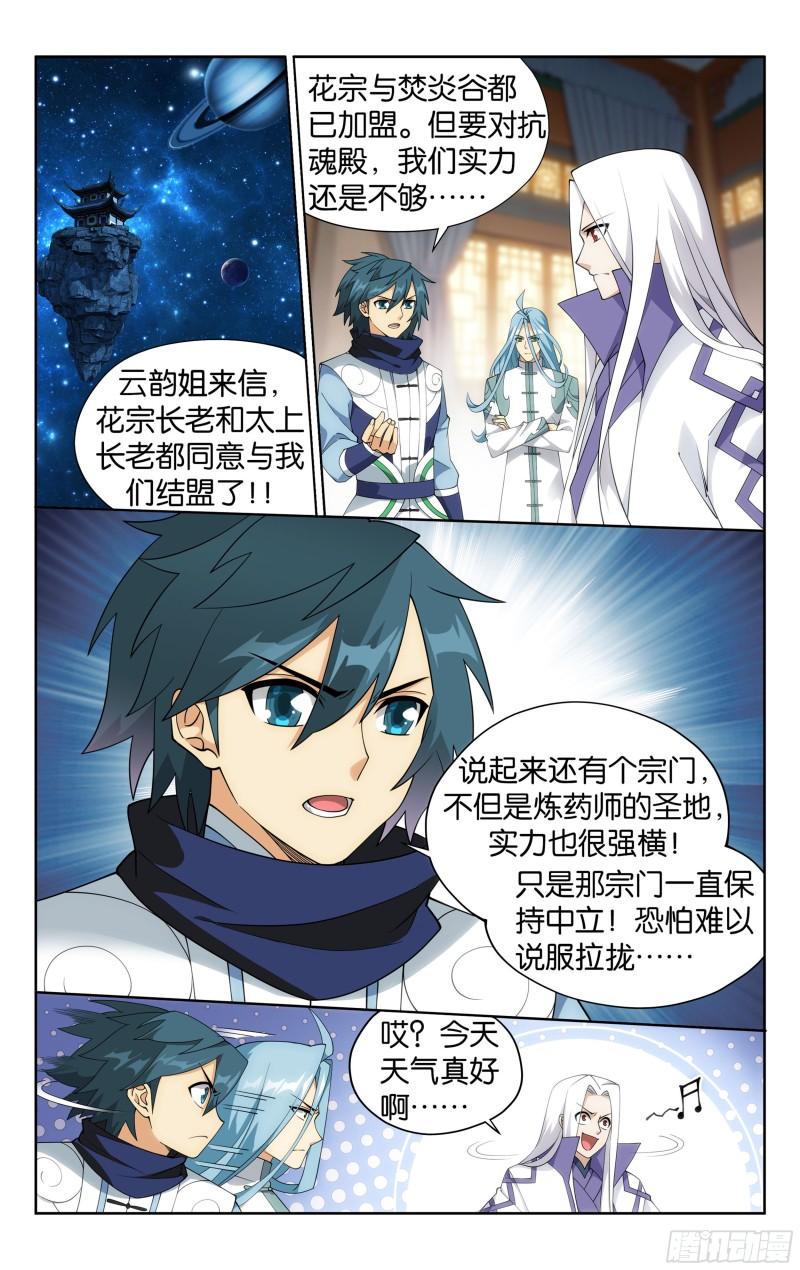 云韵姐来信，
花宗长老和太上
长老都同意与我
们结盟了！！
花宗与焚炎谷都
已加盟。但要对抗
魂殿，我们实力
还是不够……
说起来还有个宗门，
不但是炼药师的圣地，
实力也很强横！
只是那宗门一直保
持中立！恐怕难以
说服拉拢……
哎？今天
天气真好
啊……
腾讯动漫